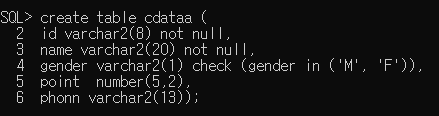 SQL> create table cdataa (
2 id varchar2(8) not null,
3 name varchar2(20) not null,
4 gender varchar2(1) check (gender in ('M', 'F')),
5 point  number(5,2),
6 phonn varchar2(13));